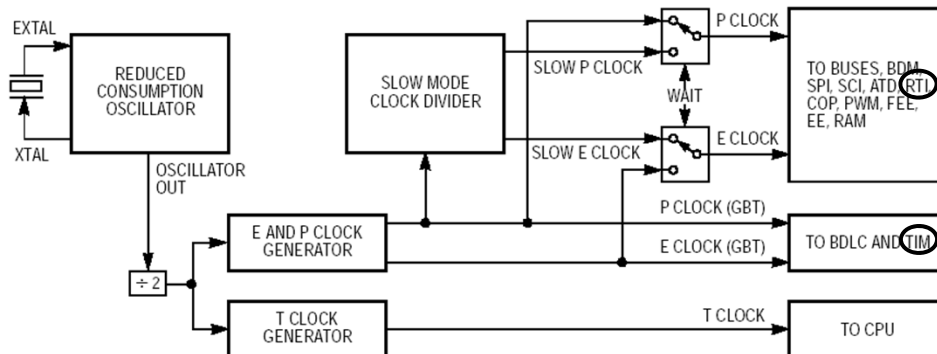 EXTAL
XTAL
REDUCED
CONSUMPTION
OSCILLATOR
OSCILLATOR
OUT
÷ 2
SLOW MODE
CLOCK DIVIDER
SLOW P CLOCK
SLOW E CLOCK
WAIT
P CLOCK
E CLOCK
TO BUSES, BDM,
SPI, SCI, ATD, RTI,
COP, PWM, FEE,
EE, RAM
E AND P CLOCK
GENERATOR
P CLOCK (GBT)
E CLOCK (GBT)
TO BDLC AND TIM
T CLOCK
GENERATOR
T CLOCK
TO CPU